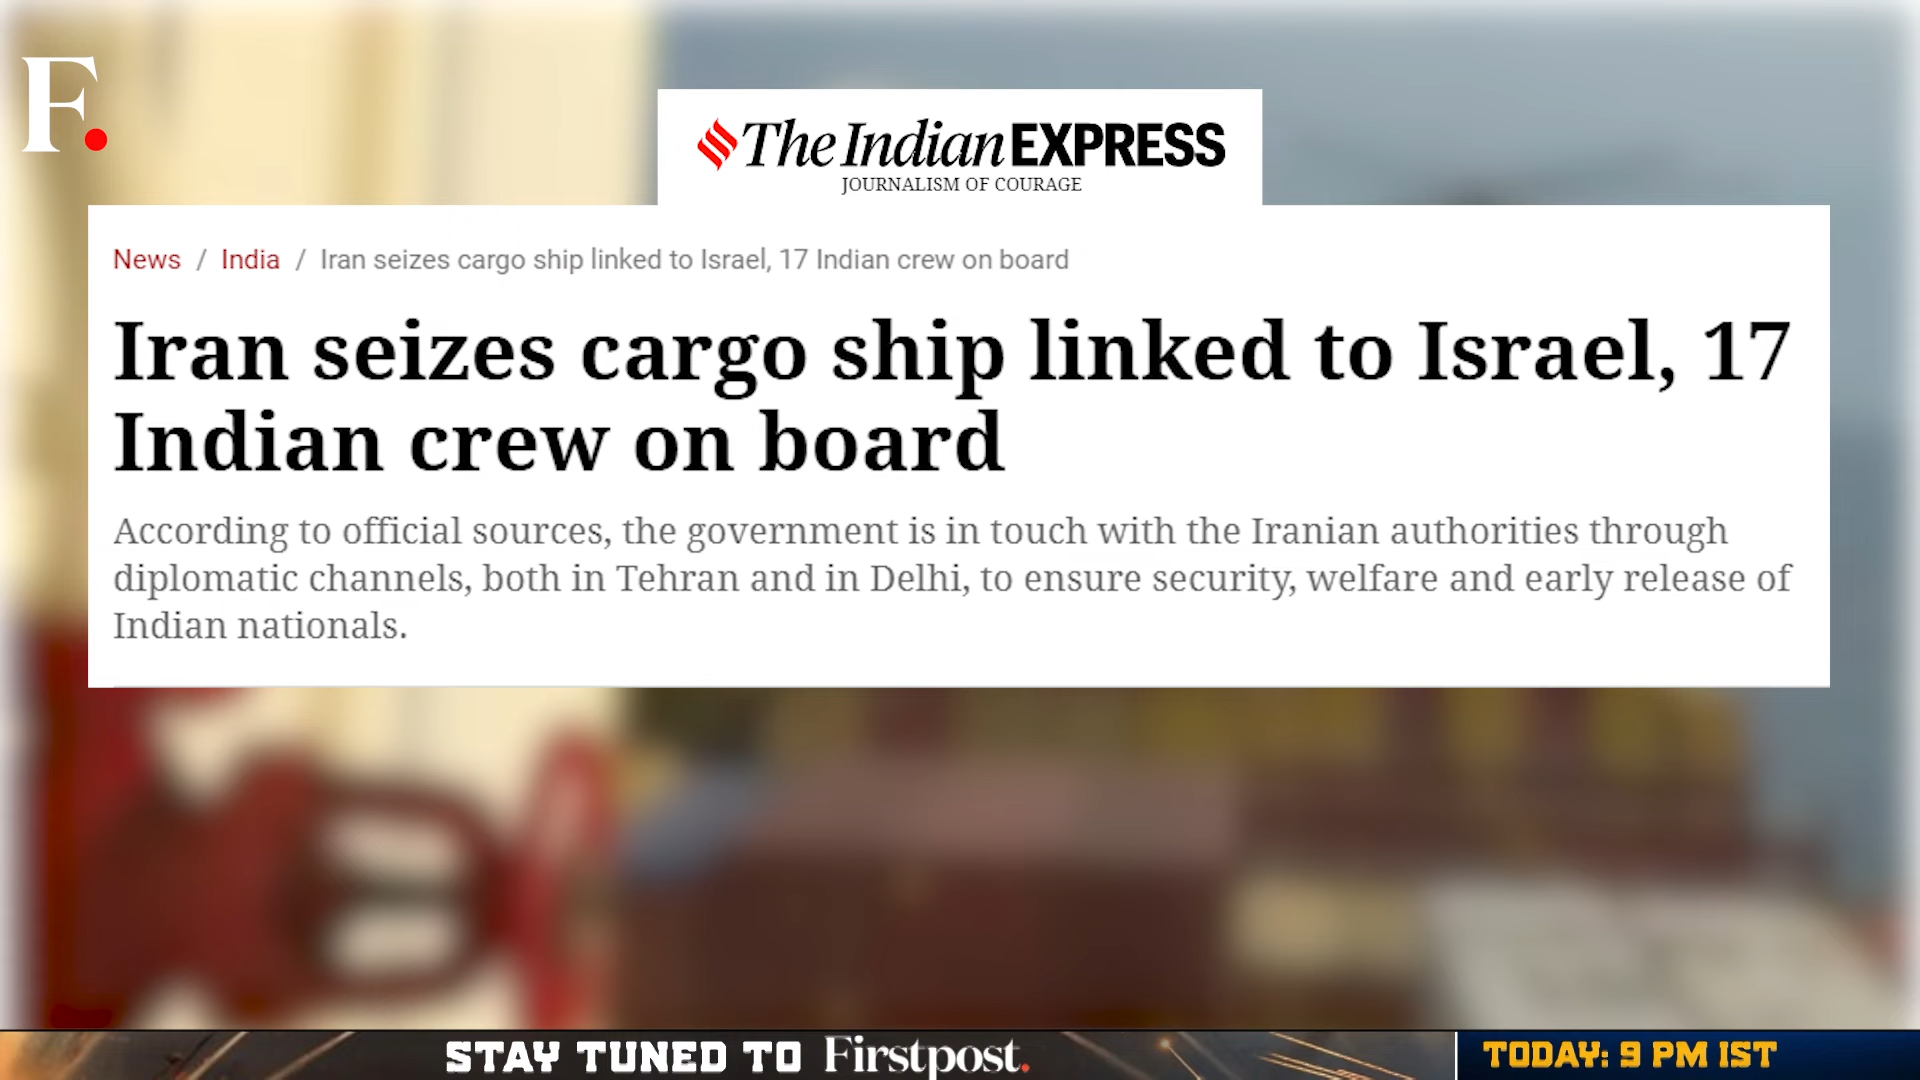 F.
The Indian EXPRESS
JOURNALISM OF COURAGE
News / India / Iran seizes cargo ship linked to Israel, 17 Indian crew on board
Iran seizes cargo ship linked to Israel, 17
Indian crew on board
According to official sources, the government is in touch with the Iranian authorities through
diplomatic channels, both in Tehran and in Delhi, to ensure security, welfare and early release of
Indian nationals.
STAY TUNED TO Firstpost.
TODAY: 9 PM IST